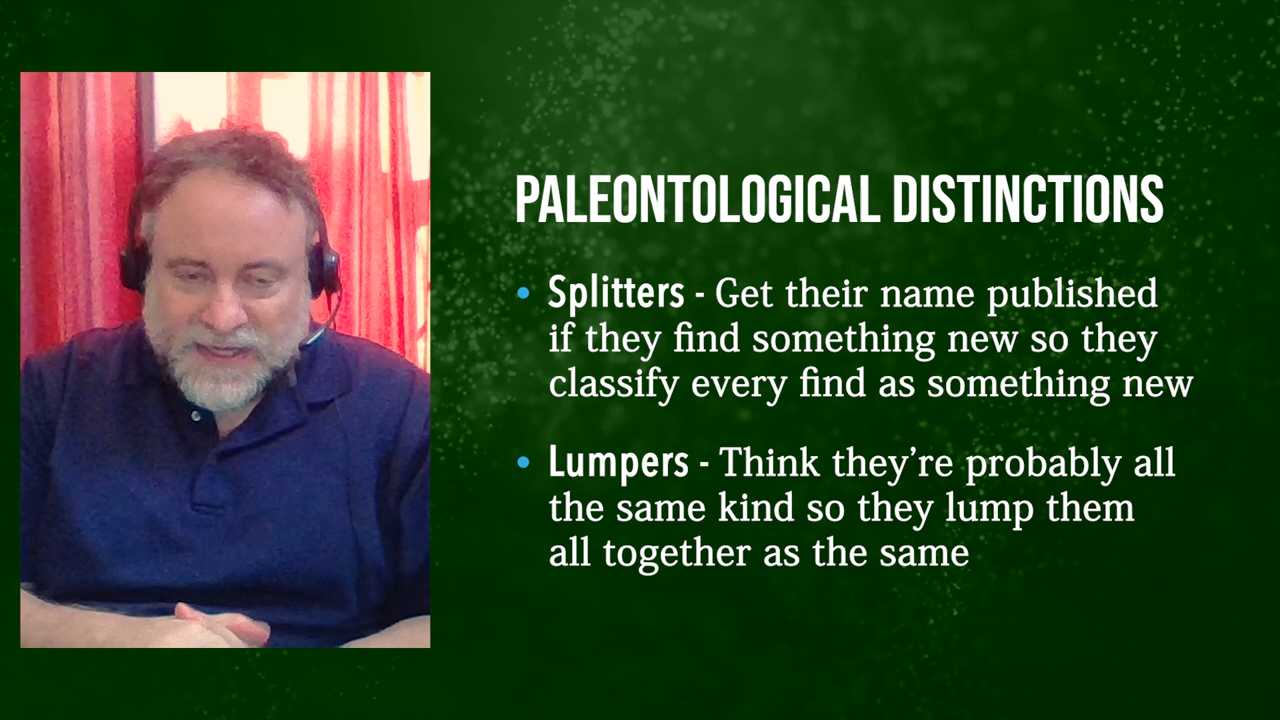 PALEONTOLOGICAL DISTINCTIONS
• Splitters - Get their name published
if they find something new so they
classify every find as something new
• Lumpers - Think they’re probably all
the same kind so they lump them
all together as the same